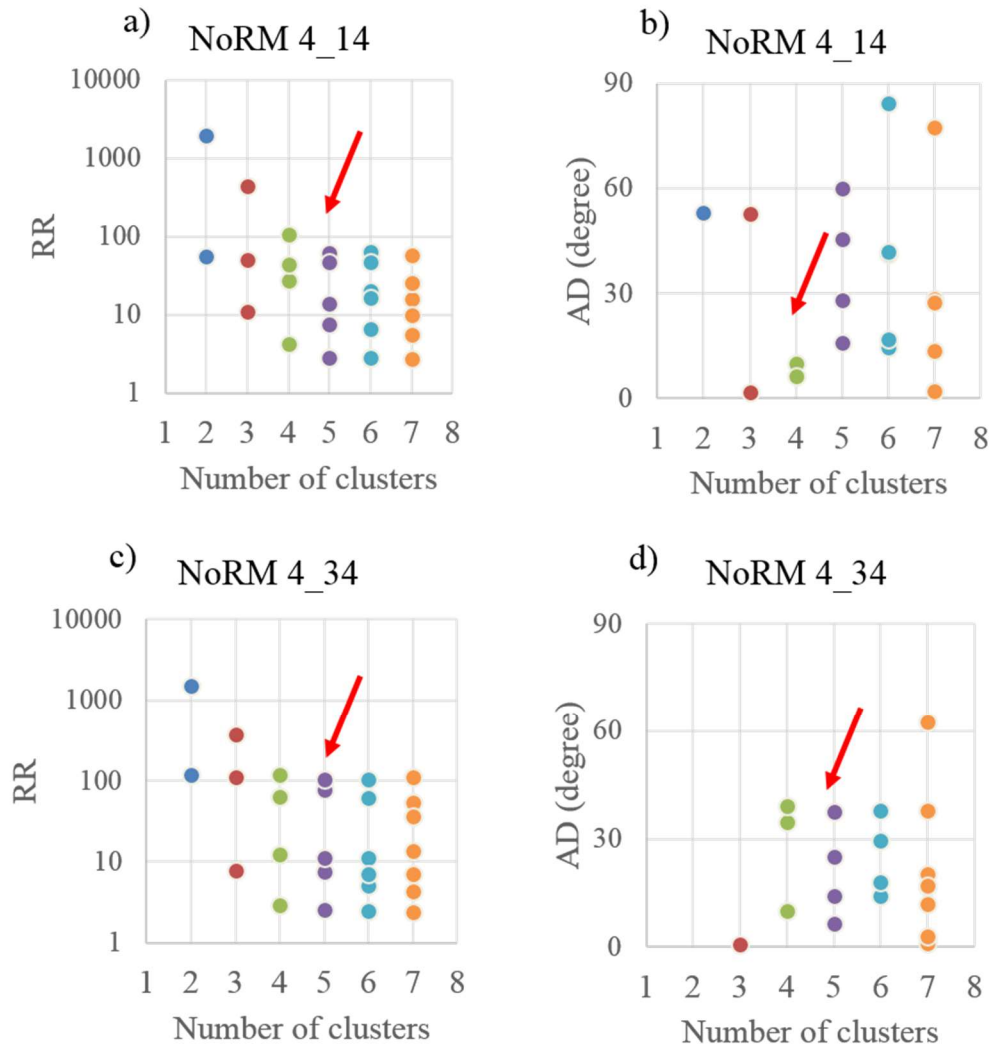 a)
NoRM 4_14
10000
1000
100
10
1
RR
1 2 3 4 5 6 7 8
Number of clusters
b)
NoRM 4_14
90
60
30
0
AD (degree)
1 2 3 4 5 6 7 8
Number of clusters
c)
NoRM 4_34
10000
1000
100
10
1
RR
1 2 3 4 5 6 7 8
Number of clusters
d)
NoRM 4_34
90
60
30
0
AD (degree)
1 2 3 4 5 6 7 8
Number of clusters